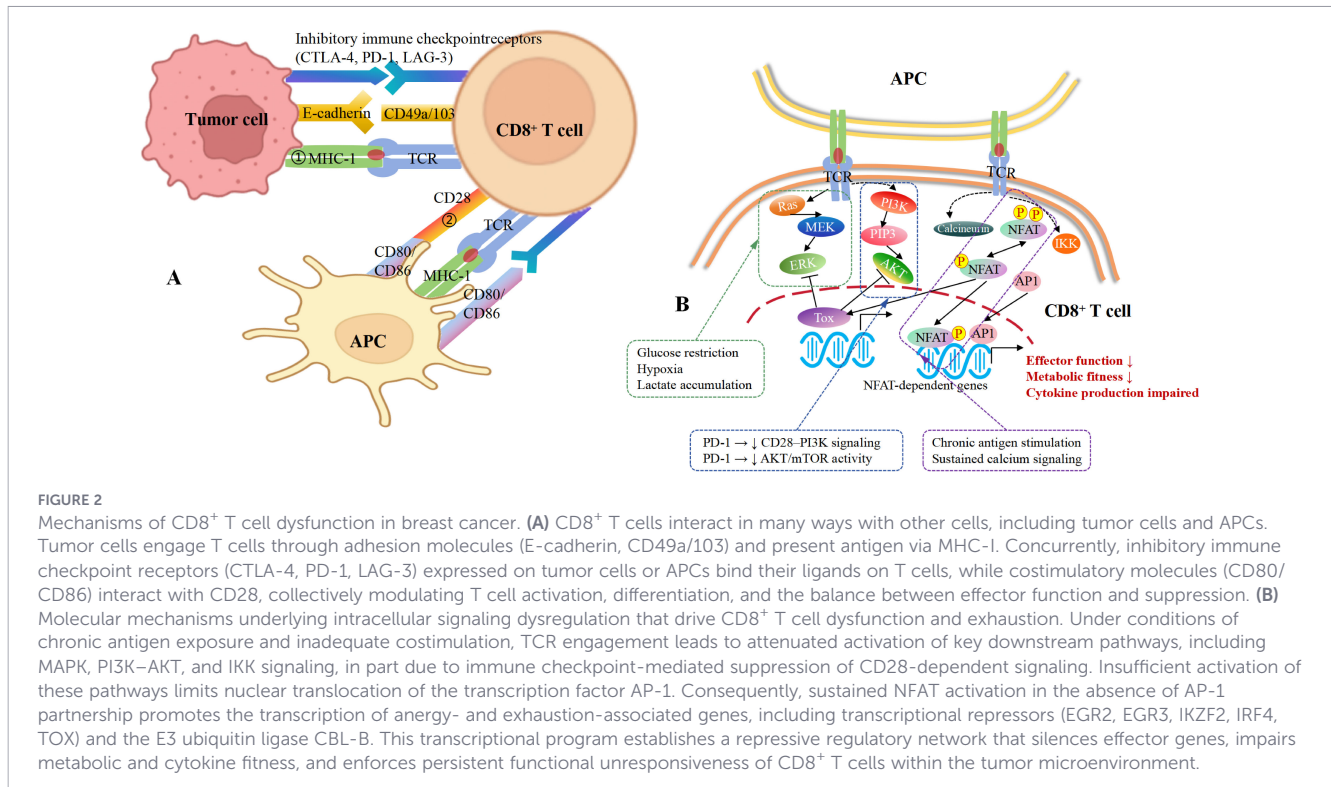 Inhibitory immune checkpointreceptors
(CTLA-4, PD-1, LAG-3)
Tumor cell
E-cadherin
CD49a/103
CD8⁺ T cell
①MHC-1
TCR
CD28
②
TCR
CD80/
CD86
MHC-1
CD80/
CD86
A
APC
APC
TCR
TCR
Ras
PI3K
MEK
PIP3
ERK
AKT
Calcineurin
P
P
NFAT
IKK
P
NFAT
AP1
B
CD8⁺ T cell
Tox
NFAT
P
AP1
NFAT-dependent genes
Glucose restriction
Hypoxia
Lactate accumulation
Effector function ↓
Metabolic fitness ↓
Cytokine production impaired
PD-1 → ↓ CD28–PI3K signaling
PD-1 → ↓ AKT/mTOR activity
Chronic antigen stimulation
Sustained calcium signaling
FIGURE 2
Mechanisms of CD8⁺ T cell dysfunction in breast cancer. (A) CD8⁺ T cells interact in many ways with other cells, including tumor cells and APCs.
Tumor cells engage T cells through adhesion molecules (E-cadherin, CD49a/103) and present antigen via MHC-I. Concurrently, inhibitory immune
checkpoint receptors (CTLA-4, PD-1, LAG-3) expressed on tumor cells or APCs bind their ligands on T cells, while costimulatory molecules (CD80/
CD86) interact with CD28, collectively modulating T cell activation, differentiation, and the balance between effector function and suppression. (B)
Molecular mechanisms underlying intracellular signaling dysregulation that drive CD8⁺ T cell dysfunction and exhaustion. Under conditions of
chronic antigen exposure and inadequate costimulation, TCR engagement leads to attenuated activation of key downstream pathways, including
MAPK, PI3K–AKT, and IKK signaling, in part due to immune checkpoint-mediated suppression of CD28-dependent signaling. Insufficient activation of
these pathways limits nuclear translocation of the transcription factor AP-1. Consequently, sustained NFAT activation in the absence of AP-1
partnership promotes the transcription of anergy- and exhaustion-associated genes, including transcriptional repressors (EGR2, EGR3, IKZF2, IRF4,
TOX) and the E3 ubiquitin ligase CBL-B. This transcriptional program establishes a repressive regulatory network that silences effector genes, impairs
metabolic and cytokine fitness, and enforces persistent functional unresponsiveness of CD8⁺ T cells within the tumor microenvironment.